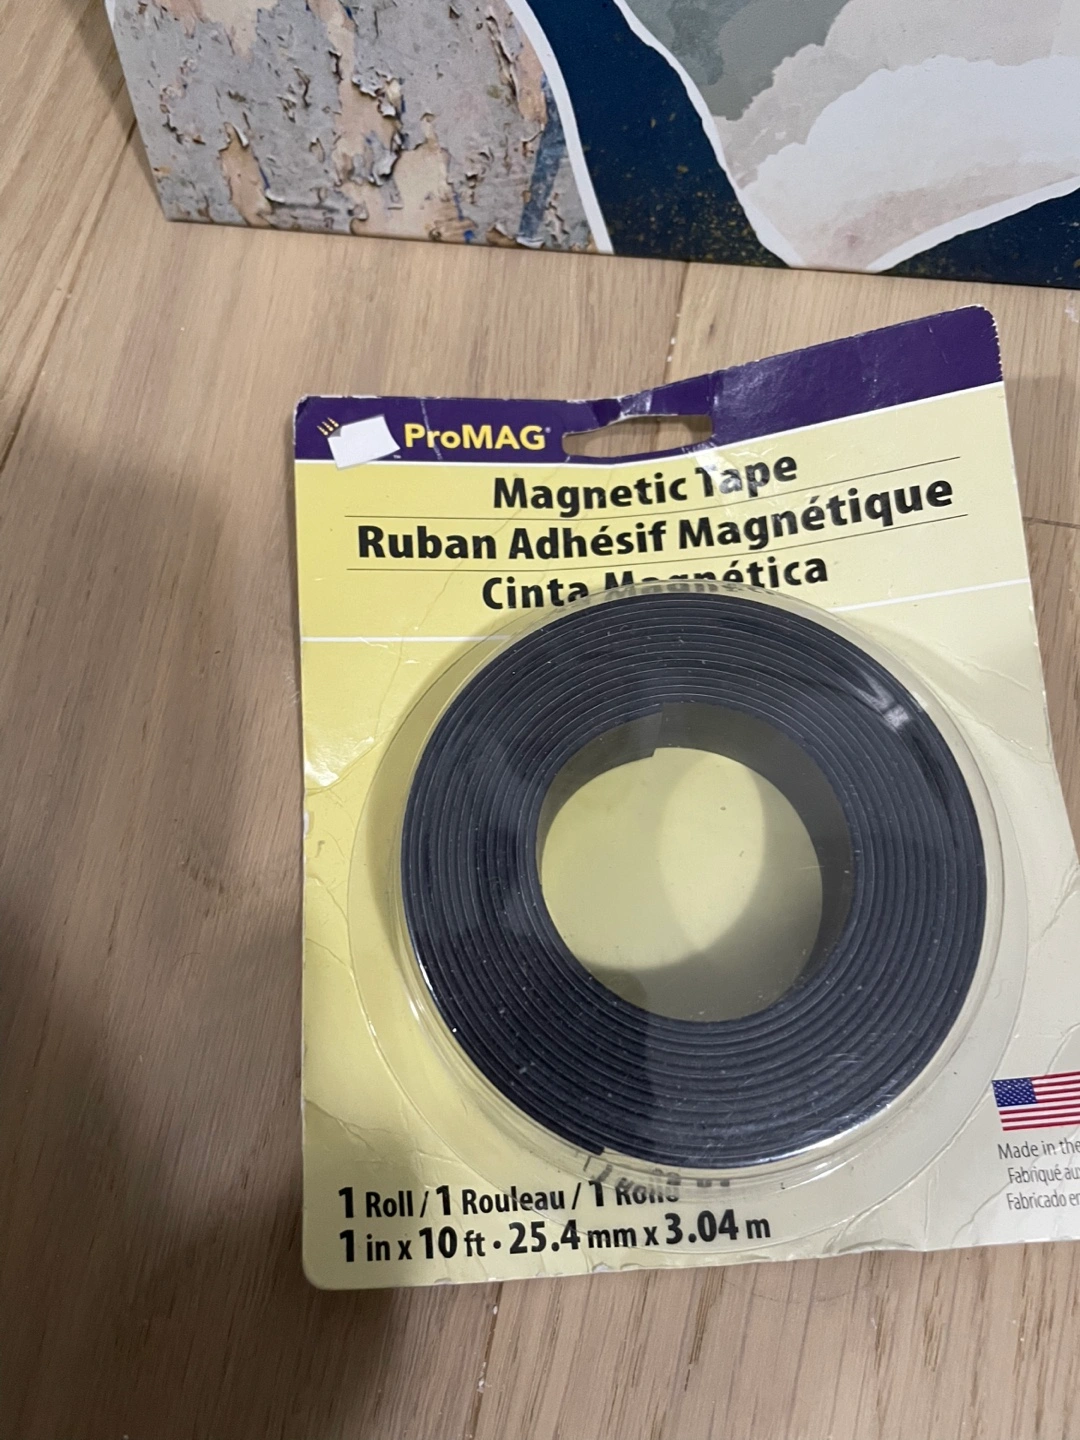 ProMAG®
Magnetic Tape
Ruban Adhésif Magnétique
Cinta Magnética
Made in the
Fabriqué au
Fabricado en
1 Roll / 1 Rouleau / 1 Rollo
1 in x 10 ft • 25.4 mm x 3.04 m